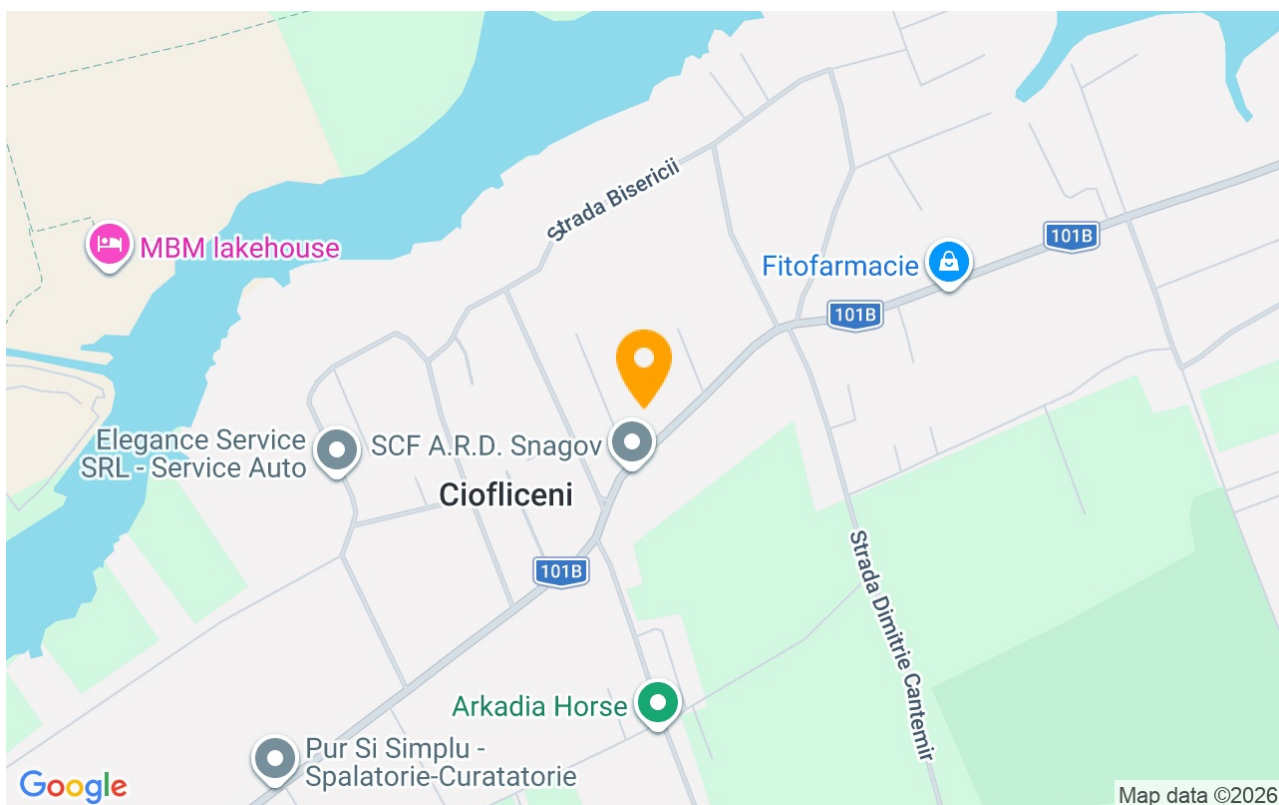 Strada Bisericii
MBM lakehouse
101B
Fitofarmacie
101B
Elegance Service
SRL - Service Auto
SCF A.R.D. Snagov
Ciofliceni
101B
Strada Dimitrie Cantemir
Arkadia Horse
Pur Si Simplu -
Spalatorie-Curatatorie
Google
Map data ©2026